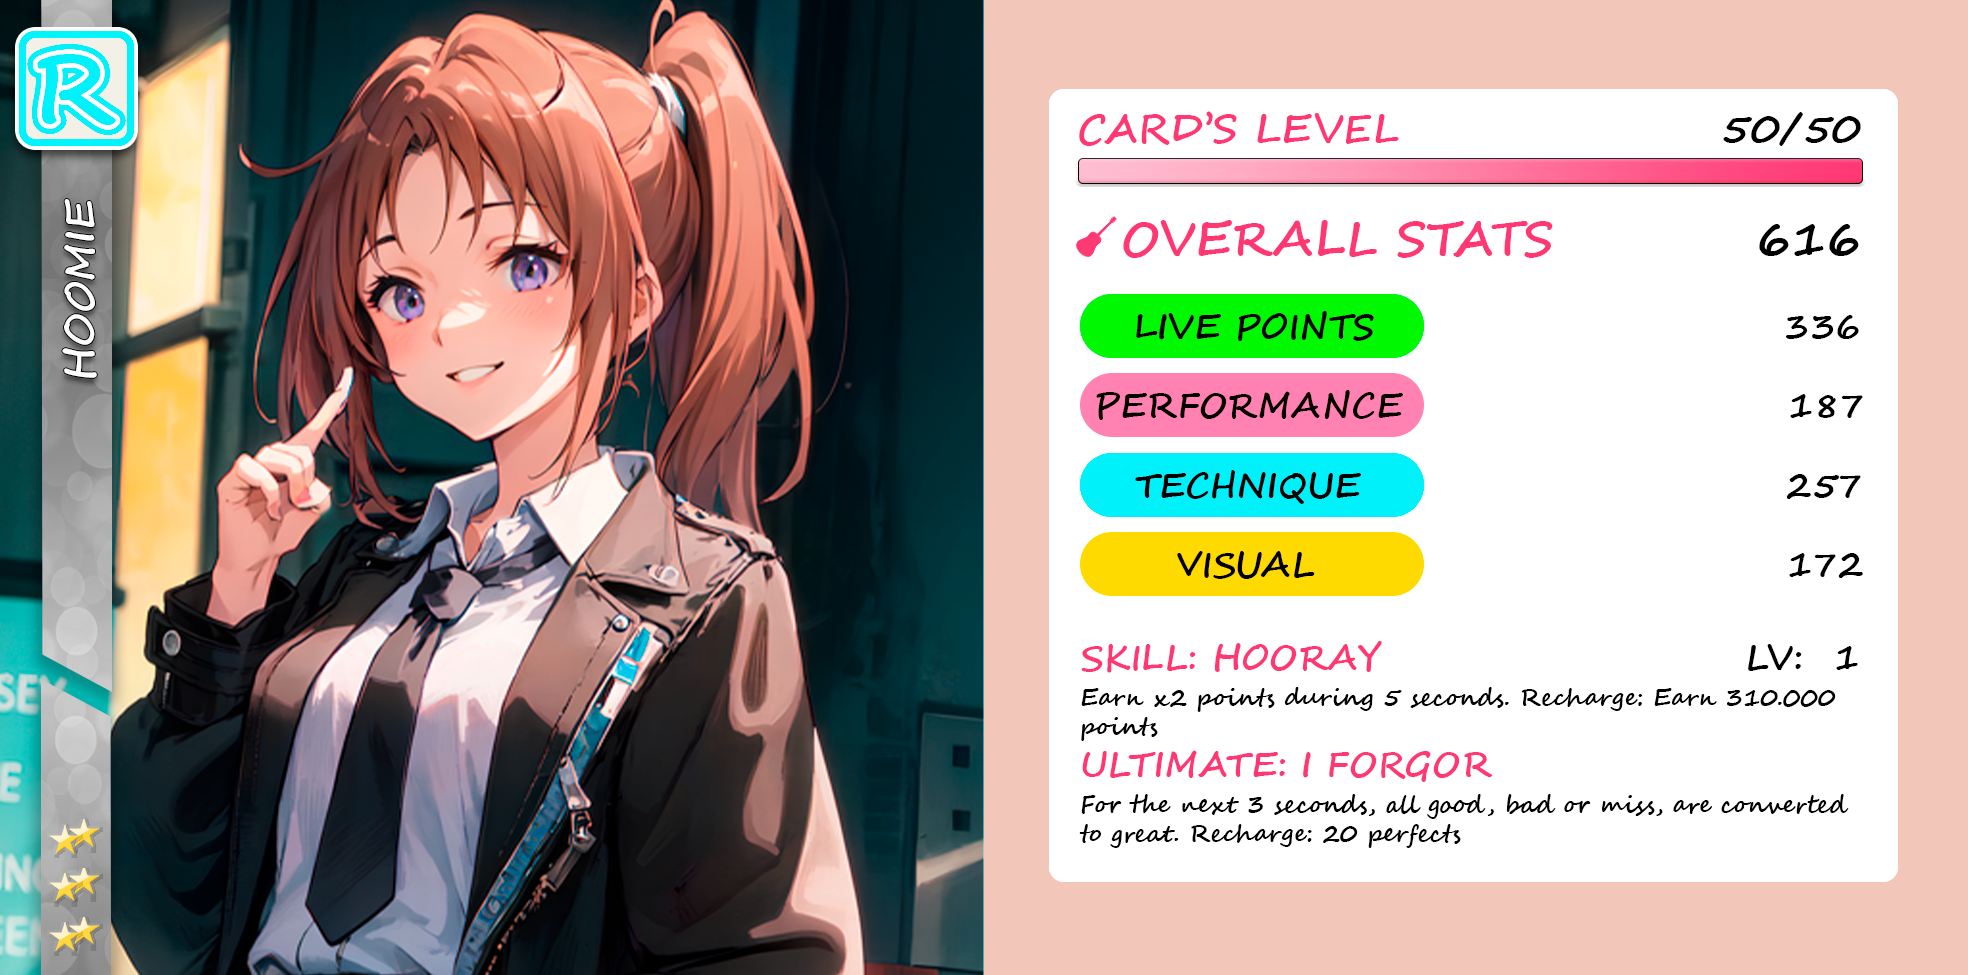 R
HOOMIE
CARD'S LEVEL 50/50
OVERALL STATS 616
LIVE POINTS 336
PERFORMANCE 187
TECHNIQUE 257
VISUAL 172
SKILL: HOORAY LV: 1
Earn x2 points during 5 seconds. Recharge: Earn 310.000
points
ULTIMATE: I FORGOR
For the next 3 seconds, all good, bad or miss, are converted
to great. Recharge: 20 perfects